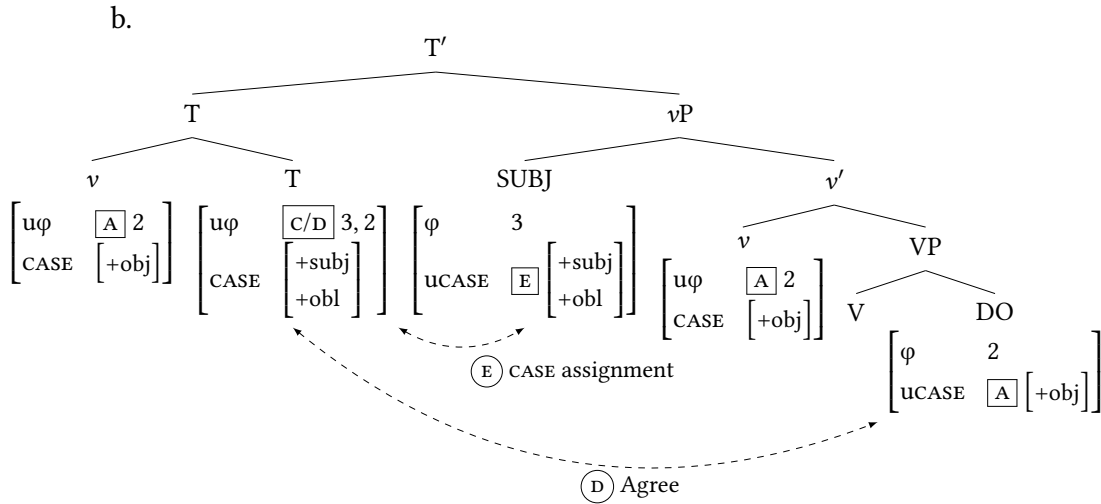 b.
T′
T vP
v T SUBJ v′
uφ A 2 uφ C/D 3, 2 φ 3 v VP
CASE [+obj] CASE [+subj +obl] uCASE E [+subj +obl] uφ A 2 V DO
CASE [+obj] φ 2
E CASE assignment uCASE A [+obj]
D Agree